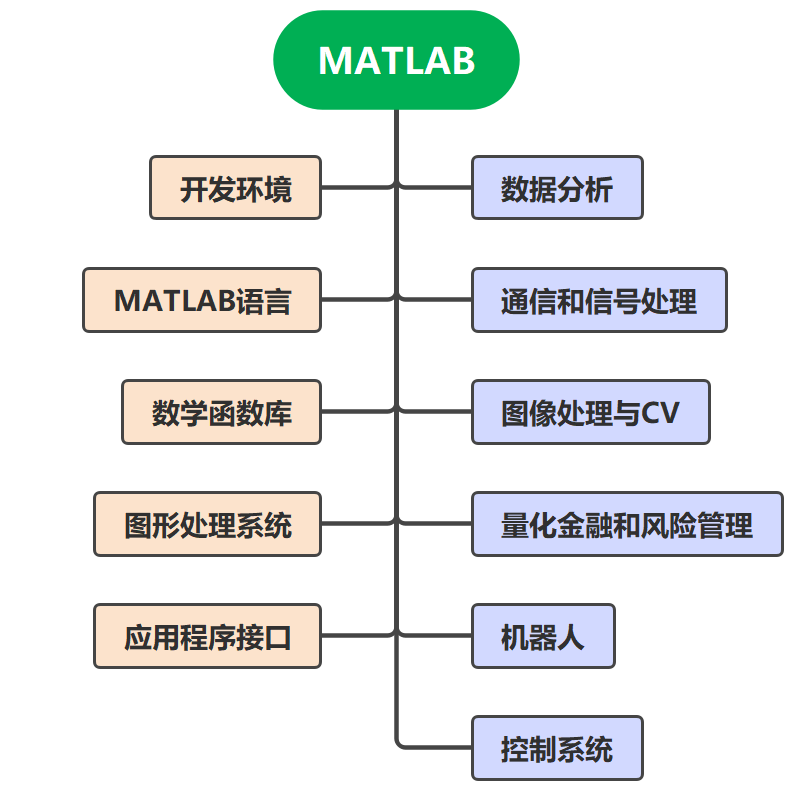 MATLAB
开发环境
数据分析
MATLAB语言
通信和信号处理
数学函数库
图像处理与CV
图形处理系统
量化金融和风险管理
应用程序接口
机器人
控制系统